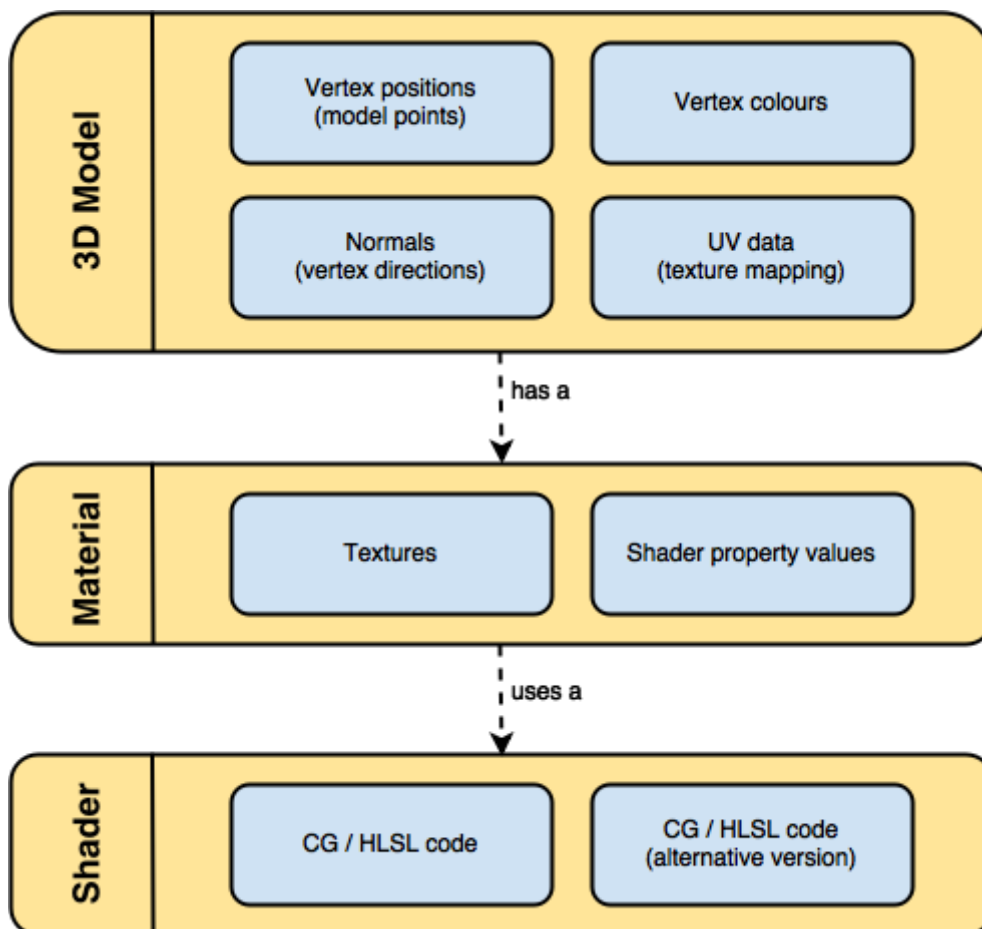 3D Model
Vertex positions
(model points)
Vertex colours
Normals
(vertex directions)
UV data
(texture mapping)
has a
Material
Textures
Shader property values
uses a
Shader
CG / HLSL code
CG / HLSL code
(alternative version)